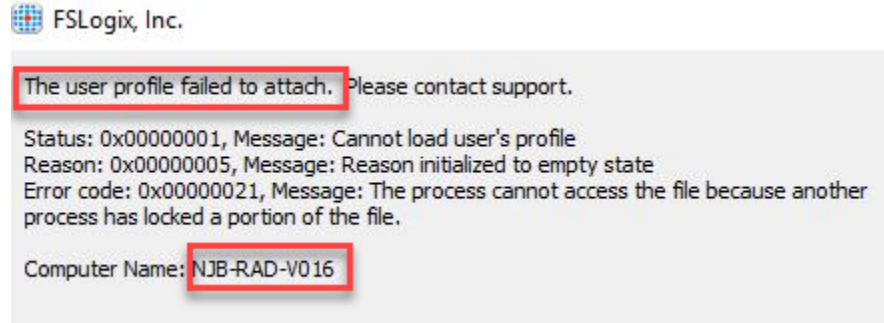 FSLogix, Inc.
The user profile failed to attach. Please contact support.
Status: 0x00000001, Message: Cannot load user's profile
Reason: 0x00000005, Message: Reason initialized to empty state
Error code: 0x00000021, Message: The process cannot access the file because another
process has locked a portion of the file.
Computer Name: NJB-RAD-V016